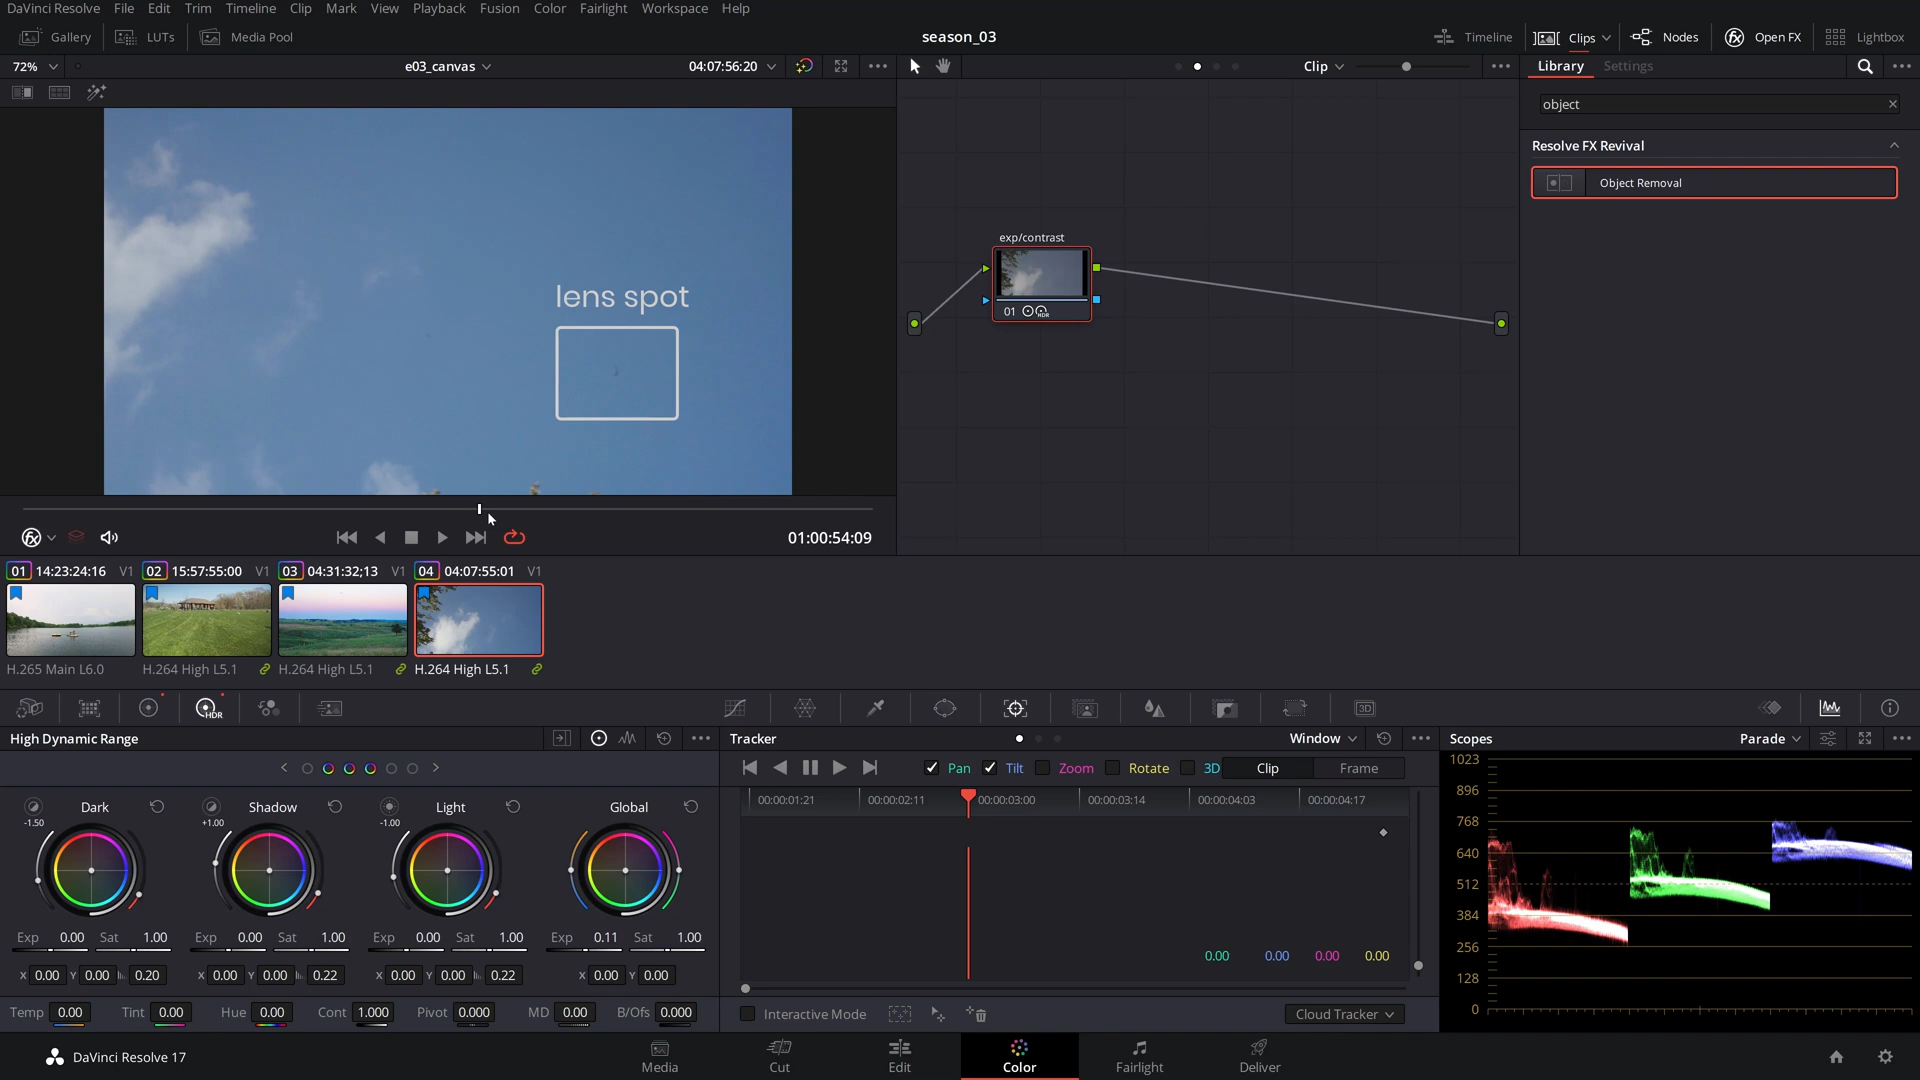 DaVinci Resolve File Edit Trim Timeline Clip Mark View Playback Fusion Color Fairlight Workspace Help
Gallery LUTs Media Pool season_03 Timeline Clips Nodes Open FX Lightbox
72% e03_canvas 04:07:56:20 Clip Library Settings
object
Resolve FX Revival
Object Removal
exp/contrast
01 HDR
lens spot
01:00:54:09
01 14:23:24:16 V1 02 15:57:55:00 V1 03 04:31:32;13 V1 04 04:07:55:01 V1
H.265 Main L6.0 H.264 High L5.1 H.264 High L5.1 H.264 High L5.1
HDR 3D
High Dynamic Range Tracker Window Scopes Parade
Pan Tilt Zoom Rotate 3D Clip Frame
Dark Shadow Light Global
-1.50 +1.00 -1.00
00:00:01:21 00:00:02:11 00:00:03:00 00:00:03:14 00:00:04:03 00:00:04:17
Exp 0.00 Sat 1.00 Exp 0.00 Sat 1.00 Exp 0.00 Sat 1.00 Exp 0.11 Sat 1.00
0.00 0.00 0.00 0.00
X 0.00 Y 0.00 0.20 X 0.00 Y 0.00 0.22 X 0.00 Y 0.00 0.22 X 0.00 Y 0.00
Temp 0.00 Tint 0.00 Hue 0.00 Cont 1.000 Pivot 0.000 MD 0.00 B/Ofs 0.000
Interactive Mode Cloud Tracker
1023
896
768
640
512
384
256
128
0
DaVinci Resolve 17 Media Cut Edit Color Fairlight Deliver